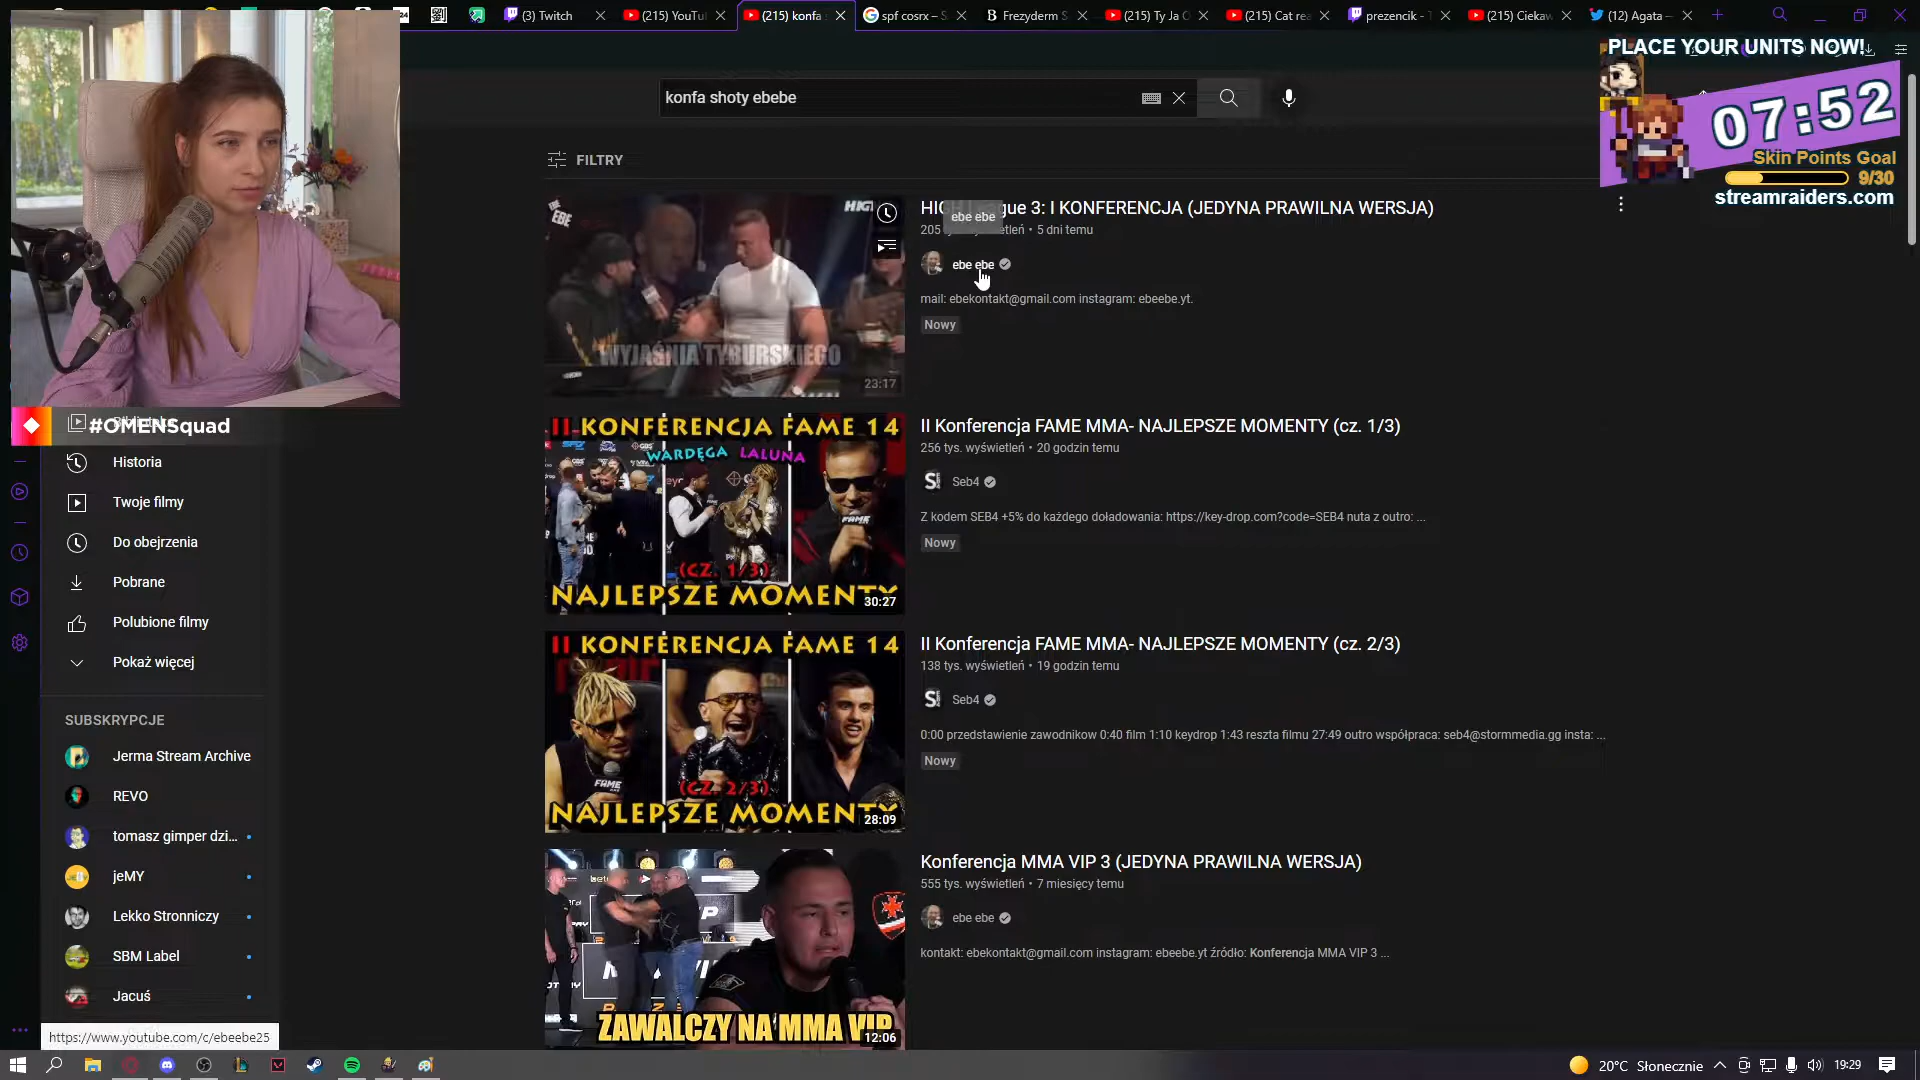 (3) Twitch
(215) YouTu
(215) konfa
spf cosrx – S
Frezyderm S
(215) Ty Ja
(215) Cat rea
prezencik - T
(215) Ciekaw
(12) Agata –
PLACE YOUR UNITS NOW!
07:52
Skin Points Goal
9/30
streamraiders.com
konfa shoty ebebe
FILTRY
THE EBE
WYJAŚNIA TYBURSKIEGO
23:17
KONFERENCJA (JEDYNA PRAWILNA WERSJA)
ebe ebe
5 dni temu
ebe ebe
mail: ebekontakt@gmail.com instagram: ebeebe.yt.
Nowy
#OMENSquad
Historia
Twoje filmy
Do obejrzenia
Pobrane
Polubione filmy
Pokaż więcej
SUBSKRYPCJE
Jerma Stream Archive
REVO
tomasz gimper dzi...
jeMY
Lekko Stronniczy
SBM Label
Jacuś
https://www.youtube.com/c/ebeebe25
II KONFERENCJA FAME 14
WARDĘGA LALUNA
FAME
(CZ. 1/3)
NAJLEPSZE MOMENTY
30:27
II Konferencja FAME MMA- NAJLEPSZE MOMENTY (cz. 1/3)
256 tys. wyświetleń • 20 godzin temu
Seb4
Z kodem SEB4 +5% do każdego doładowania: https://key-drop.com?code=SEB4 nuta z outro: ...
Nowy
II KONFERENCJA FAME 14
FAME
(CZ. 2/3)
NAJLEPSZE MOMENTY
28:09
II Konferencja FAME MMA- NAJLEPSZE MOMENTY (cz. 2/3)
138 tys. wyświetleń • 19 godzin temu
Seb4
0:00 przedstawienie zawodnikow 0:40 film 1:10 keydrop 1:43 reszta filmu 27:49 outro współpraca: seb4@stormmedia.gg insta: ...
Nowy
ZAWALCZY NA MMA VIP
12:06
Konferencja MMA VIP 3 (JEDYNA PRAWILNA WERSJA)
555 tys. wyświetleń • 7 miesięcy temu
ebe ebe
kontakt: ebekontakt@gmail.com instagram: ebeebe.yt źródło: Konferencja MMA VIP 3 ...
20°C Słonecznie
19:29